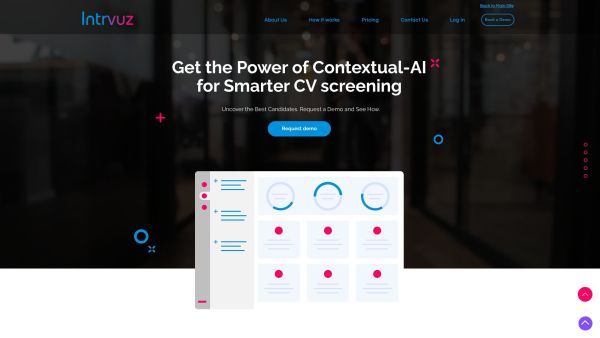 Back to Main Site
Intrvuz
About Us
How it works
Pricing
Contact Us
Log in
Book a Demo
Get the Power of Contextual-AI
for Smarter CV screening
Uncover the Best Candidates. Request a Demo and See How.
Request demo